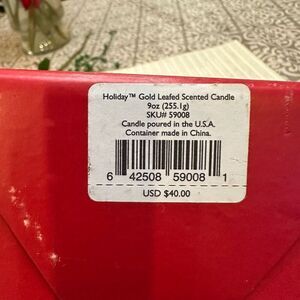 Holiday™ Gold Leafed Scented Candle
9oz (255.1g)
SKU# 59008
Candle poured in the U.S.A.
Container made in China.
6 42508 59008 1
USD $40.00